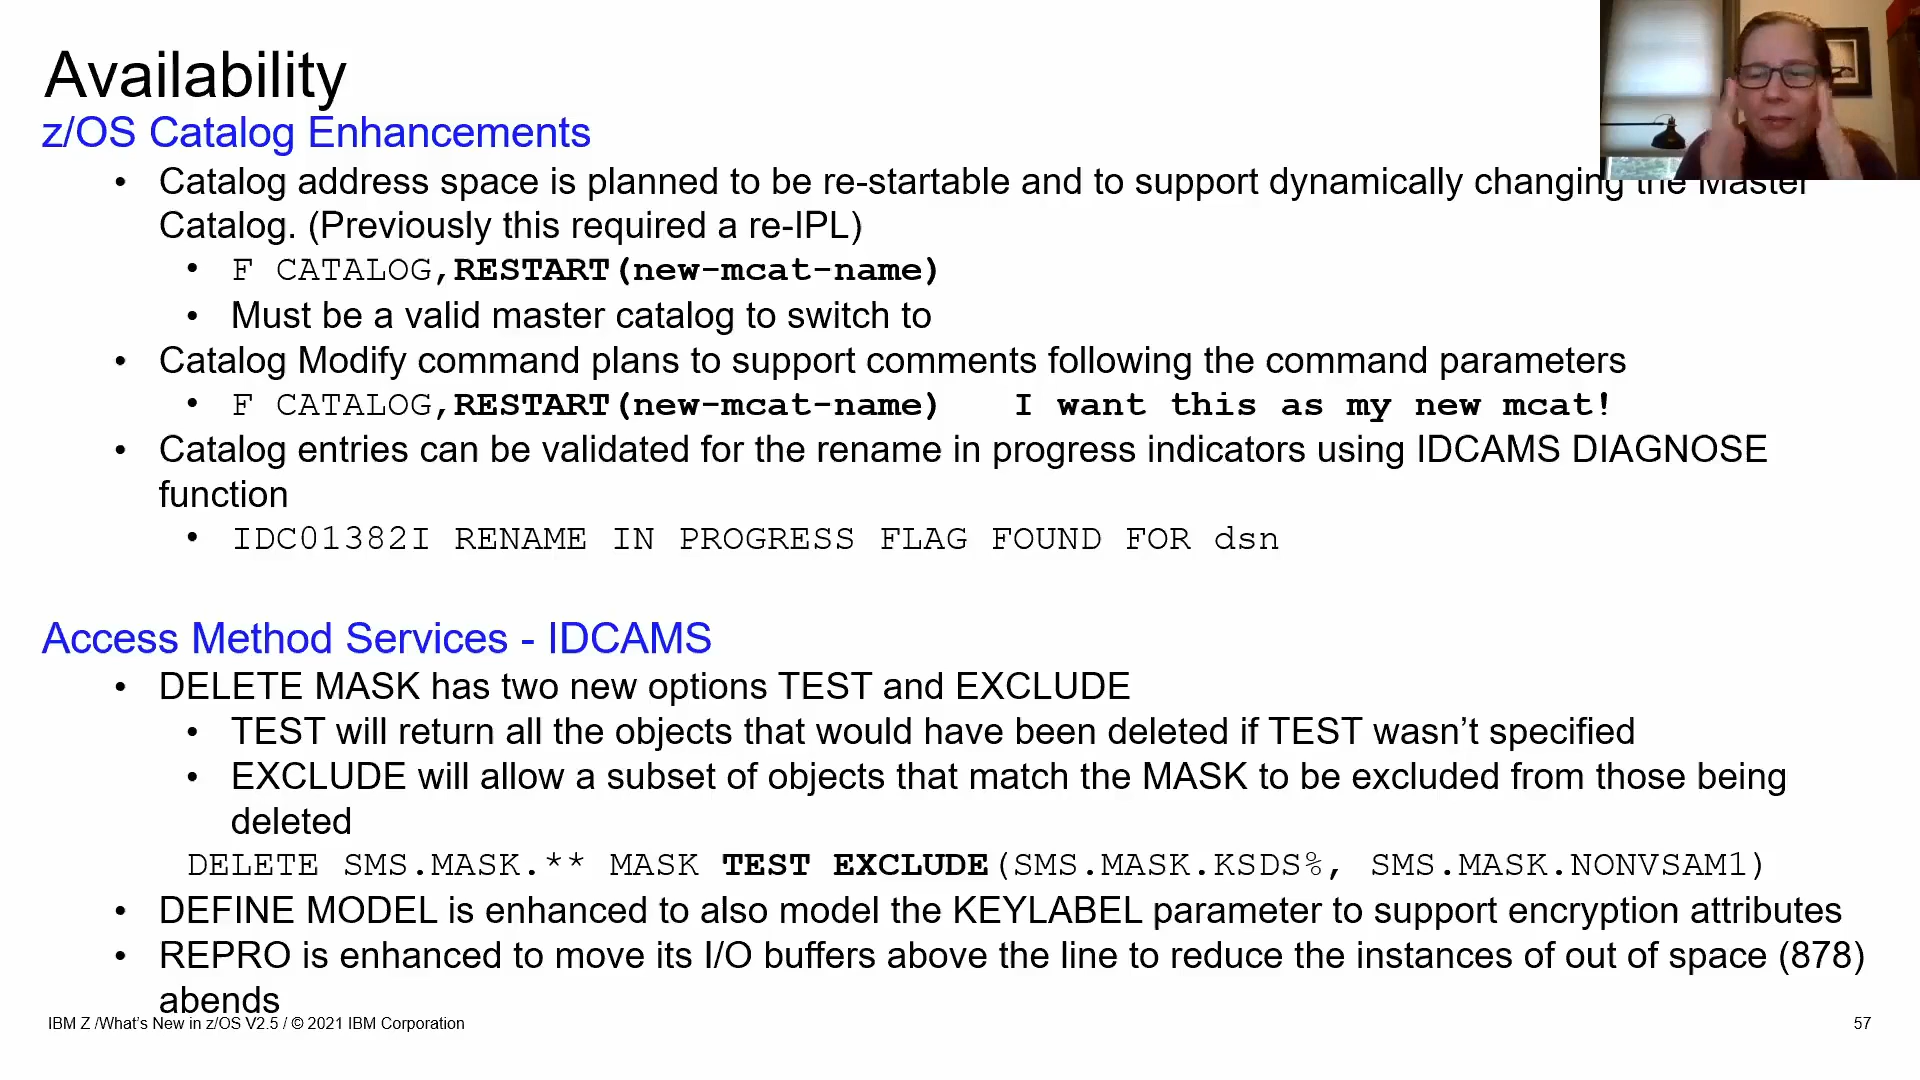 Availability
z/OS Catalog Enhancements
• Catalog address space is planned to be re-startable and to support dynamically changing the Master
Catalog. (Previously this required a re-IPL)
• F CATALOG,RESTART(new-mcat-name)
• Must be a valid master catalog to switch to
• Catalog Modify command plans to support comments following the command parameters
• F CATALOG,RESTART(new-mcat-name) I want this as my new mcat!
• Catalog entries can be validated for the rename in progress indicators using IDCAMS DIAGNOSE
function
• IDC01382I RENAME IN PROGRESS FLAG FOUND FOR dsn
Access Method Services - IDCAMS
• DELETE MASK has two new options TEST and EXCLUDE
• TEST will return all the objects that would have been deleted if TEST wasn’t specified
• EXCLUDE will allow a subset of objects that match the MASK to be excluded from those being
deleted
DELETE SMS.MASK.** MASK TEST EXCLUDE(SMS.MASK.KSDS%, SMS.MASK.NONVSAM1)
• DEFINE MODEL is enhanced to also model the KEYLABEL parameter to support encryption attributes
• REPRO is enhanced to move its I/O buffers above the line to reduce the instances of out of space (878)
abends
IBM Z /What’s New in z/OS V2.5 / © 2021 IBM Corporation
57